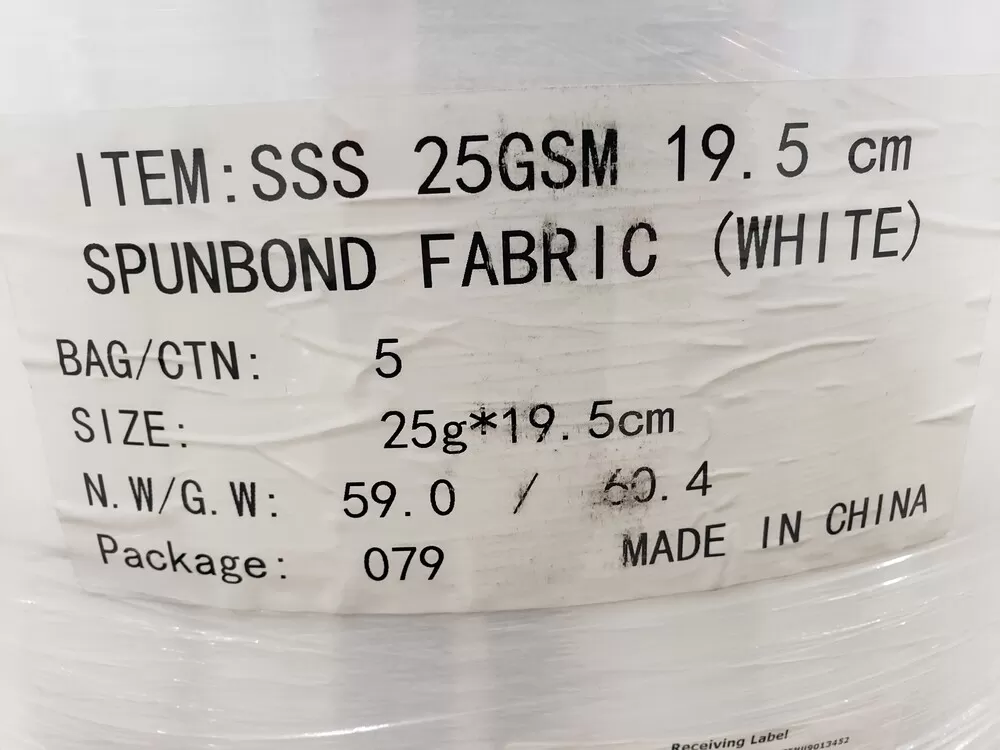 ITEM:SSS 25GSM 19.5 cm
SPUNBOND FABRIC (WHITE)
BAG/CTN: 5
SIZE: 25g*19.5cm
N.W/G.W: 59.0 / 60.4
Package: 079
MADE IN CHINA
Receiving Label